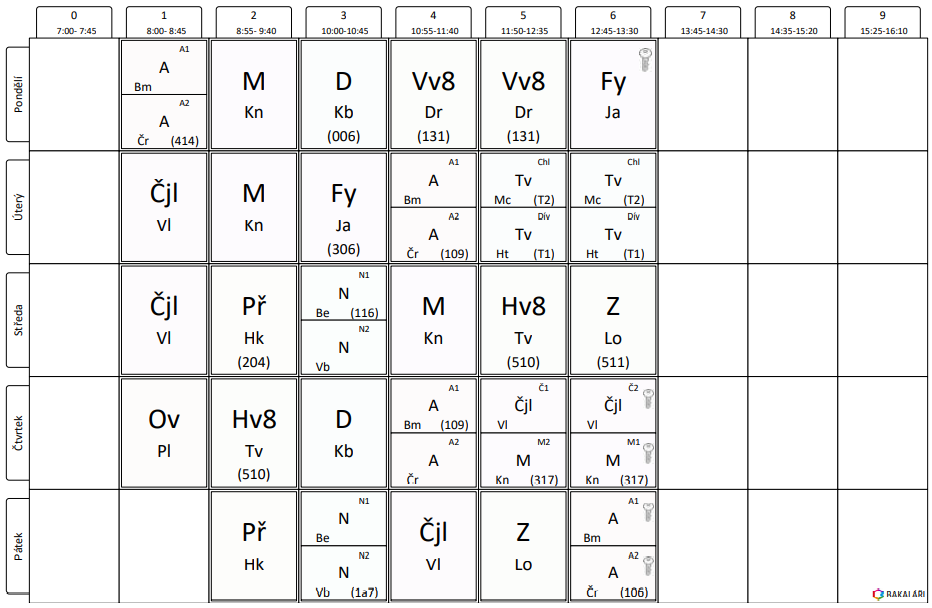 0 1 2 3 4 5 6 7 8 9
7:00- 7:45 8:00- 8:45 8:55- 9:40 10:00-10:45 10:55-11:40 11:50-12:35 12:45-13:30 13:45-14:30 14:35-15:20 15:25-16:10
Pondělí
A1
A
Bm
A2
A
Čr (414)
M
Kn
D
Kb
(006)
Vv8
Dr
(131)
Vv8
Dr
(131)
Fy
Ja
Úterý
Čjl
Vl
M
Kn
Fy
Ja
(306)
A1
A
Bm
A2
A
Čr (109)
Chl
Tv
Mc (T2)
Dív
Tv
Ht (T1)
Chl
Tv
Mc (T2)
Dív
Tv
Ht (T1)
Středa
Čjl
Vl
Př
Hk
(204)
N1
N
Be (116)
N2
N
Vb
M
Kn
Hv8
Tv
(510)
Z
Lo
(511)
Čtvrtek
Ov
Pl
Hv8
Tv
(510)
D
Kb
A1
A
Bm (109)
A2
A
Čr
Č1
Čjl
Vl
M2
M
Kn (317)
Č2
Čjl
Vl
M1
M
Kn (317)
Pátek
Př
Hk
N1
N
Be
N2
N
Vb (1a7)
Čjl
Vl
Z
Lo
A1
A
Bm
A2
A
Čr (106)
BAKALÁŘI